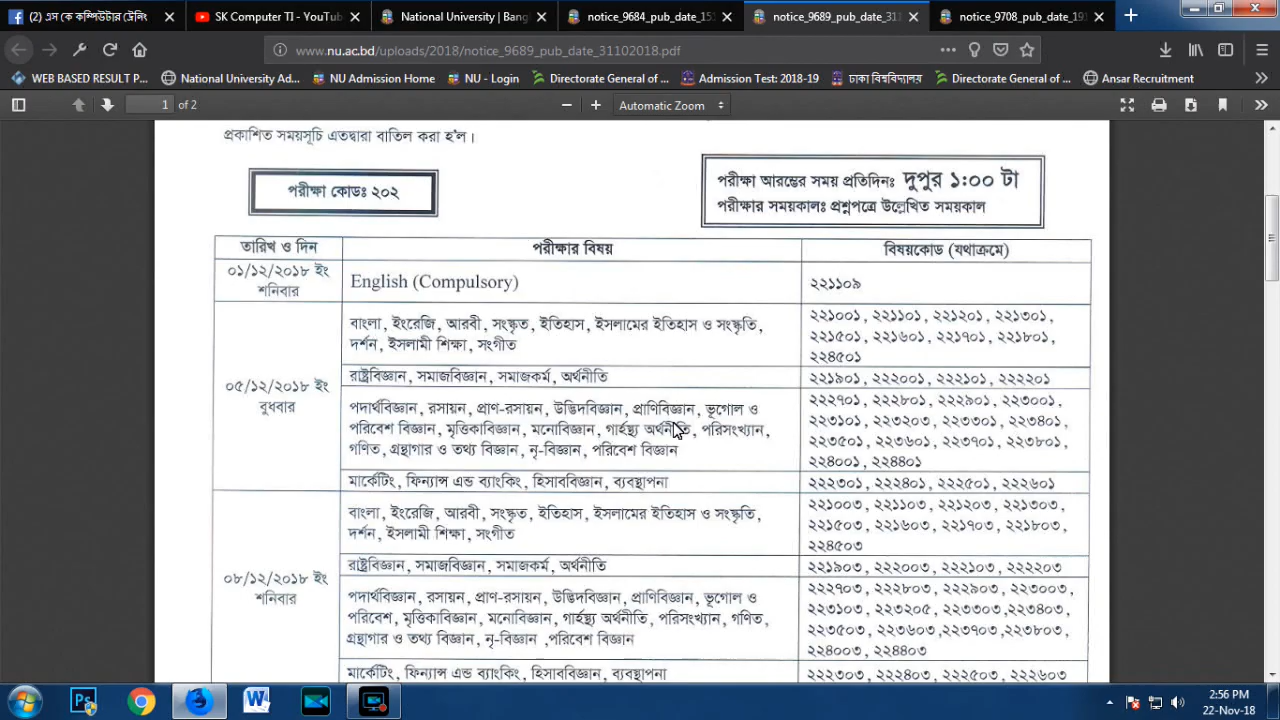 (2) এস কে কম্পিউটার ট্রেনিং
SK Computer TI - YouTube
National University | Bangl
notice_9684_pub_date_151
notice_9689_pub_date_311
notice_9708_pub_date_191
www.nu.ac.bd/uploads/2018/notice_9689_pub_date_31102018.pdf
WEB BASED RESULT P...
National University Ad...
NU Admission Home
NU - Login
Directorate General of ...
Admission Test: 2018-19
ঢাকা বিশ্ববিদ্যালয়
Directorate General of ...
Ansar Recruitment
1 of 2
Automatic Zoom
প্রকাশিত সময়সূচি এতদ্বারা বাতিল করা হ'ল।
পরীক্ষা কোডঃ ২০২
পরীক্ষা আরম্ভের সময় প্রতিদিনঃ দুপুর ১:০০ টা
পরীক্ষার সময়কালঃ প্রশ্নপত্রে উল্লেখিত সময়কাল
তারিখ ও দিন
পরীক্ষার বিষয়
বিষয়কোড (যথাক্রমে)
০১/১২/২০১৮ ইং
শনিবার
English (Compulsory)
২২১১০৯
০৫/১২/২০১৮ ইং
বুধবার
বাংলা, ইংরেজি, আরবী, সংস্কৃত, ইতিহাস, ইসলামের ইতিহাস ও সংস্কৃতি,
দর্শন, ইসলামী শিক্ষা, সংগীত
২২১০০১, ২২১১০১, ২২১২০১, ২২১৩০১,
২২১৫০১, ২২১৬০১, ২২১৭০১, ২২১৮০১,
২২৪৫০১
রাষ্ট্রবিজ্ঞান, সমাজবিজ্ঞান, সমাজকর্ম, অর্থনীতি
২২১৯০১, ২২২০০১, ২২২১০১, ২২২২০১
পদার্থবিজ্ঞান, রসায়ন, প্রাণ-রসায়ন, উদ্ভিদবিজ্ঞান, প্রাণিবিজ্ঞান, ভূগোল ও
পরিবেশ বিজ্ঞান, মৃত্তিকাবিজ্ঞান, মনোবিজ্ঞান, গার্হস্থ্য অর্থনীতি, পরিসংখ্যান,
গণিত, গ্রন্থাগার ও তথ্য বিজ্ঞান, নৃ-বিজ্ঞান, পরিবেশ বিজ্ঞান
২২২৭০১, ২২২৮০১, ২২২৯০১, ২২৩০০১,
২২৩১০১, ২২৩২০৩, ২২৩৩০১, ২২৩৪০১,
২২৩৫০১, ২২৩৬০১, ২২৩৭০১, ২২৩৮০১,
২২৪০০১, ২২৪৪০১
মার্কেটিং, ফিন্যান্স এন্ড ব্যাংকিং, হিসাববিজ্ঞান, ব্যবস্থাপনা
২২২৩০১, ২২২৪০১, ২২২৫০১, ২২২৬০১
০৮/১২/২০১৮ ইং
শনিবার
বাংলা, ইংরেজি, আরবী, সংস্কৃত, ইতিহাস, ইসলামের ইতিহাস ও সংস্কৃতি,
দর্শন, ইসলামী শিক্ষা, সংগীত
২২১০০৩, ২২১১০৩, ২২১২০৩, ২২১৩০৩,
২২১৫০৩, ২২১৬০৩, ২২১৭০৩, ২২১৮০৩,
২২৪৫০৩
রাষ্ট্রবিজ্ঞান, সমাজবিজ্ঞান, সমাজকর্ম, অর্থনীতি
২২১৯০৩, ২২২০০৩, ২২২১০৩, ২২২২০৩
পদার্থবিজ্ঞান, রসায়ন, প্রাণ-রসায়ন, উদ্ভিদবিজ্ঞান, প্রাণিবিজ্ঞান, ভূগোল ও
পরিবেশ, মৃত্তিকাবিজ্ঞান, মনোবিজ্ঞান, গার্হস্থ্য অর্থনীতি, পরিসংখ্যান, গণিত,
গ্রন্থাগার ও তথ্য বিজ্ঞান, নৃ-বিজ্ঞান ,পরিবেশ বিজ্ঞান
২২২৭০৩, ২২২৮০৩, ২২২৯০৩, ২২৩০০৩,
২২৩১০৩, ২২৩২০৫, ২২৩৩০৩,২২৩৪০৩,
২২৩৫০৩, ২২৩৬০৩,২২৩৭০৩,২২৩৮০৩,
২২৪০০৩, ২২৪৪০৩
মার্কেটিং, ফিন্যান্স এন্ড ব্যাংকিং, হিসাববিজ্ঞান, ব্যবস্থাপনা
২২২৩০৩, ২২২৪০৩, ২২২৫০৩, ২২২৬০৩
2:56 PM
22-Nov-18